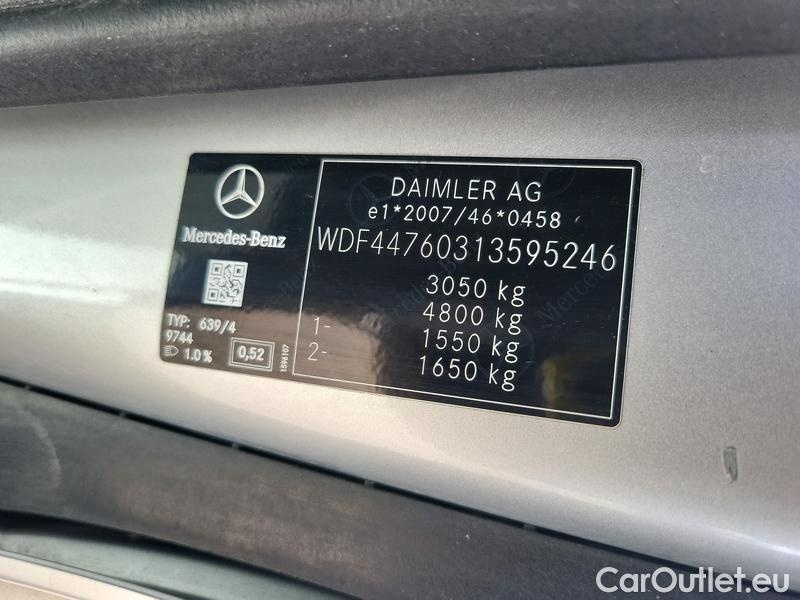 Mercedes-Benz
TYP: 639/4
9744
1.0 %
0,52
1596107
DAIMLER AG
e1*2007/46*0458
WDF44760313595246
3050 kg
4800 kg
1- 1550 kg
2- 1650 kg
CarOutlet.eu